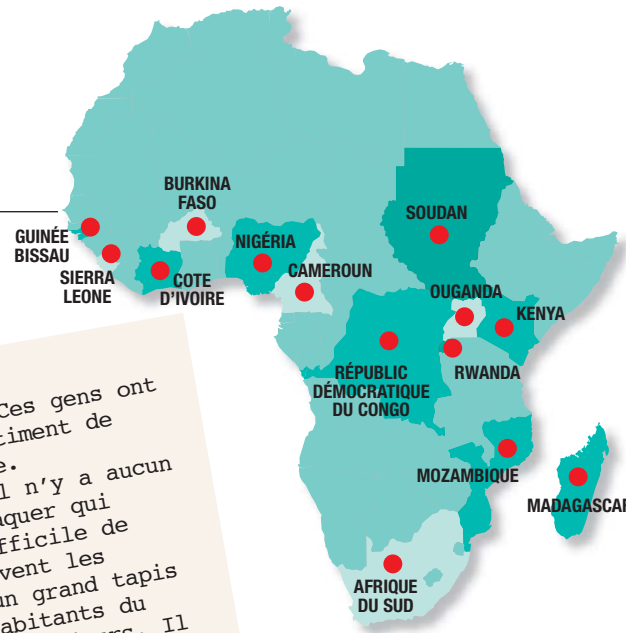 BURKINA
FASO
GUINÉE
BISSAU
SIERRA
LEONE
COTE
D'IVOIRE
NIGÉRIA
CAMEROUN
SOUDAN
OUGANDA
KENYA
RÉPUBLIC
DÉMOCRATIQUE
DU CONGO
RWANDA
MOZAMBIQUE
MADAGASCAR
AFRIQUE
DU SUD
Ces gens ont
timent de
e.
l n'y a aucun
aquer qui
fficile de
vent les
un grand tapis
abitants du
urs. Il